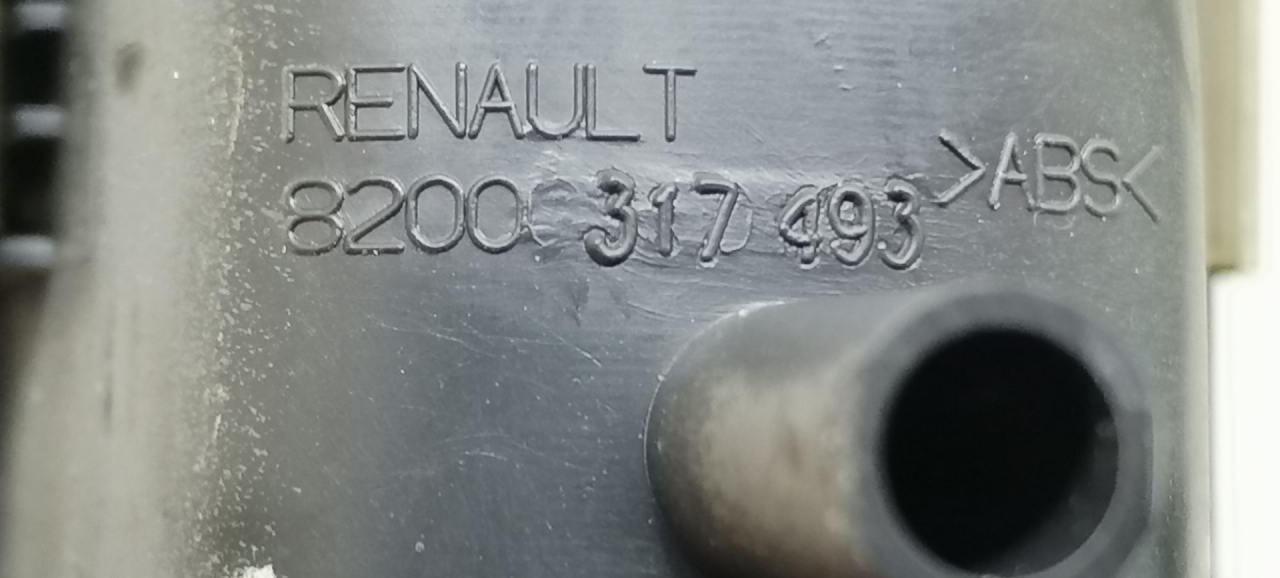 RENAULT
8200 317 493
>ABS<